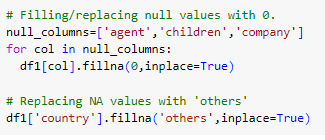 # Filling/replacing null values with 0.
null_columns=['agent','children','company']
for col in null_columns:
  df1[col].fillna(0,inplace=True)

# Replacing NA values with 'others'
df1['country'].fillna('others',inplace=True)